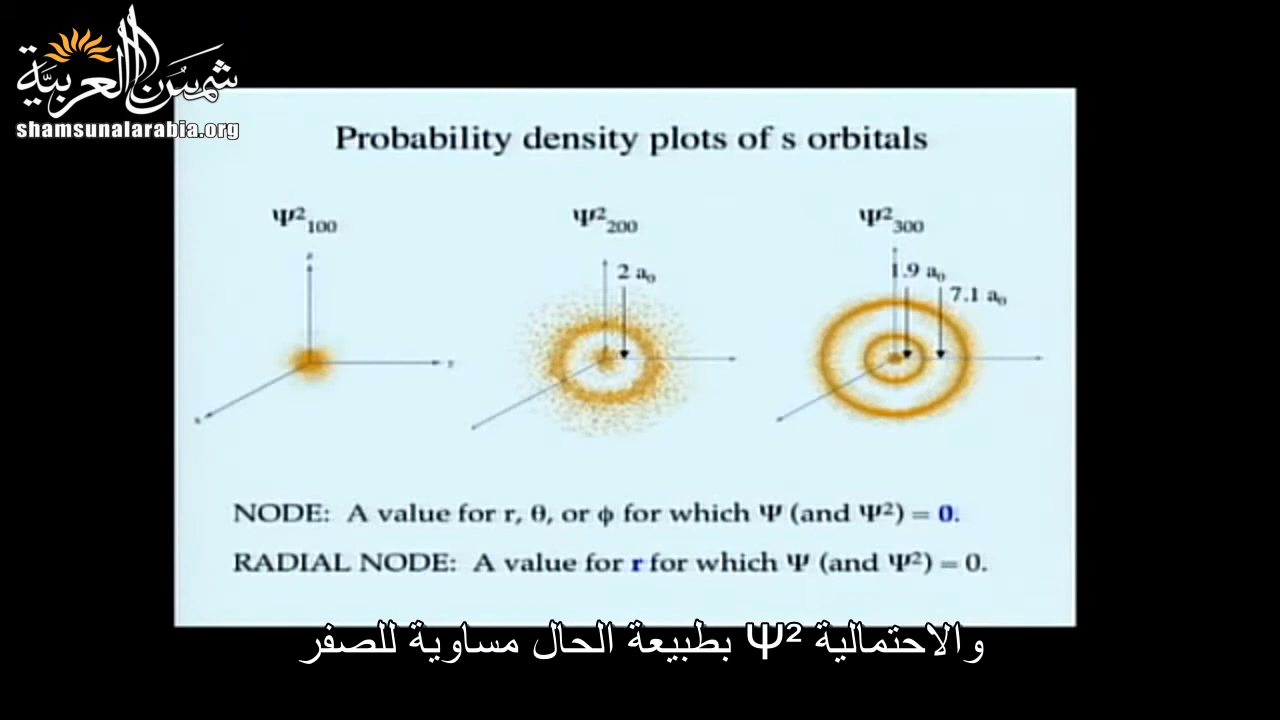 شمس العربية
shamsunalarabia.org
Probability density plots of s orbitals
Ψ²₁₀₀
Ψ²₂₀₀
Ψ²₃₀₀
z
2 a₀
1.9 a₀
7.1 a₀
y
x
NODE: A value for r, θ, or ϕ for which Ψ (and Ψ²) = 0.
RADIAL NODE: A value for r for which Ψ (and Ψ²) = 0.
والاحتمالية Ψ² بطبيعة الحال مساوية للصفر